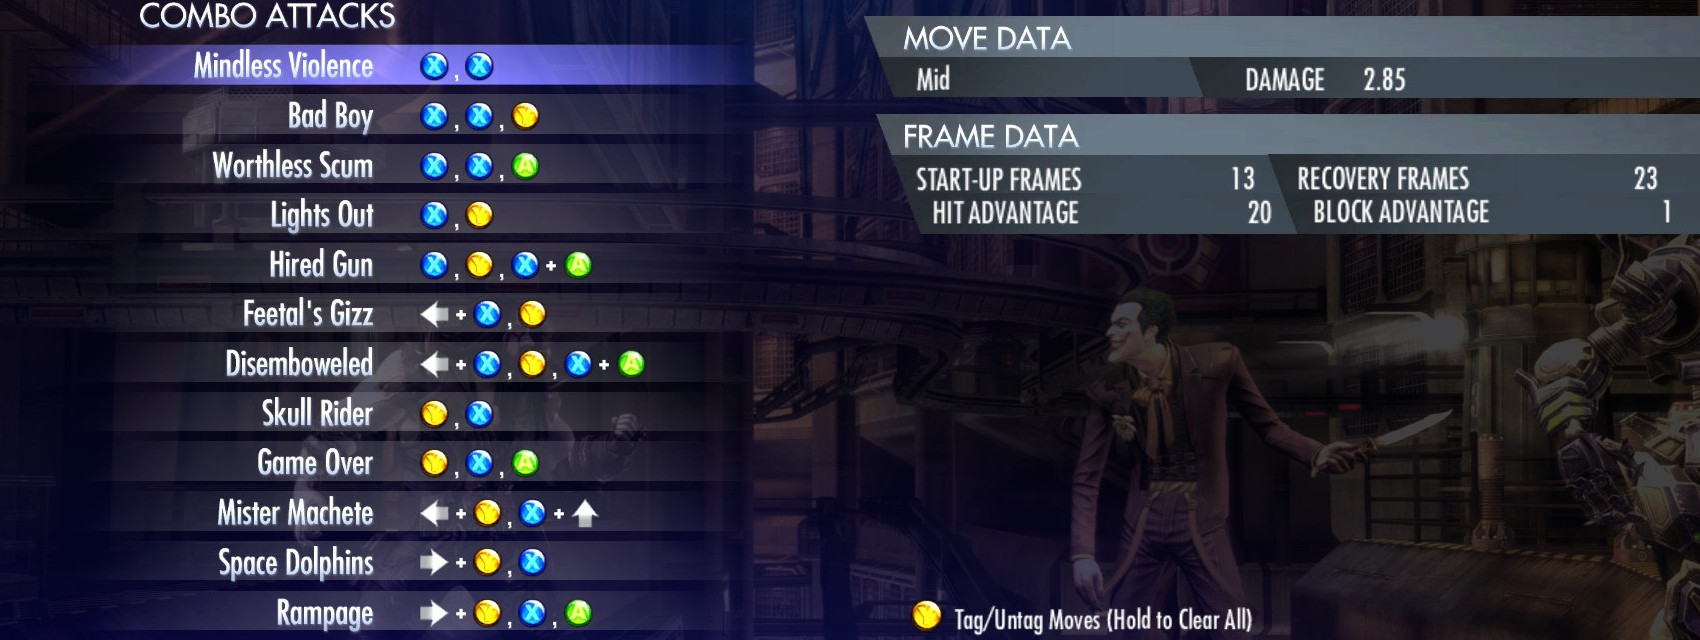 COMBO ATTACKS
Mindless Violence X , X
Bad Boy X , X , Y
Worthless Scum X , X , A
Lights Out X , Y
Hired Gun X , Y , X + A
Feetal's Gizz ← + X , Y
Disemboweled ← + X , Y , X + A
Skull Rider Y , X
Game Over Y , X , A
Mister Machete ← + Y , X + ↑
Space Dolphins → + Y , X
Rampage → + Y , X , A
MOVE DATA
Mid DAMAGE 2.85
FRAME DATA
START-UP FRAMES 13 RECOVERY FRAMES 23
HIT ADVANTAGE 20 BLOCK ADVANTAGE 1
Y Tag/Untag Moves (Hold to Clear All)